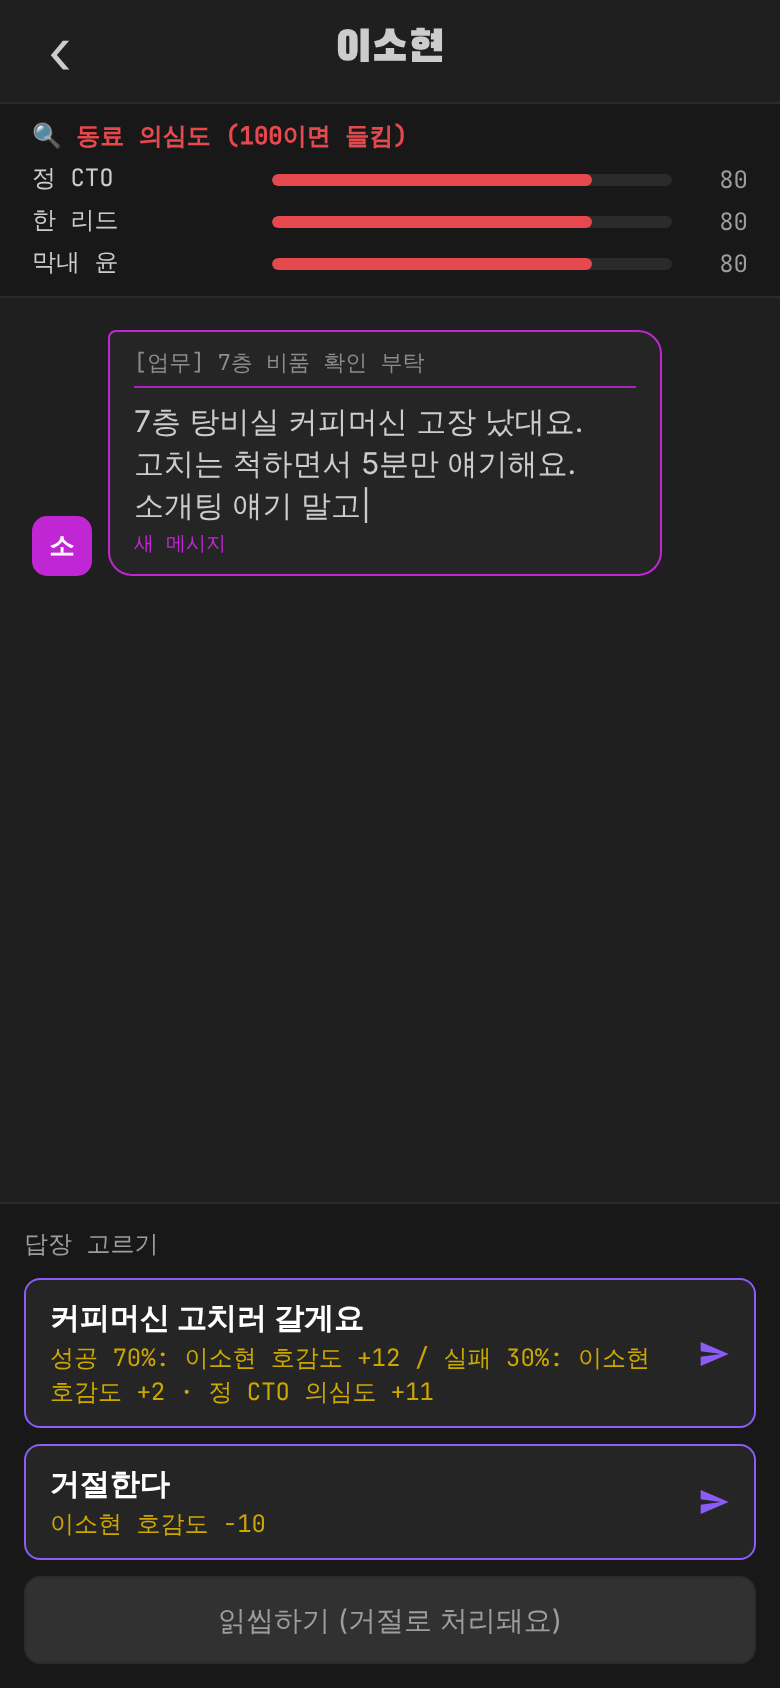 이소현
동료 의심도 (100이면 들킴)
정 CTO 80
한 리드 80
막내 윤 80
[업무] 7층 비품 확인 부탁
7층 탕비실 커피머신 고장 났대요.
고치는 척하면서 5분만 얘기해요.
소개팅 얘기 말고
소
새 메시지
답장 고르기
커피머신 고치러 갈게요
성공 70%: 이소현 호감도 +12 / 실패 30%: 이소현
호감도 +2 · 정 CTO 의심도 +11
거절한다
이소현 호감도 -10
읽씹하기 (거절로 처리돼요)